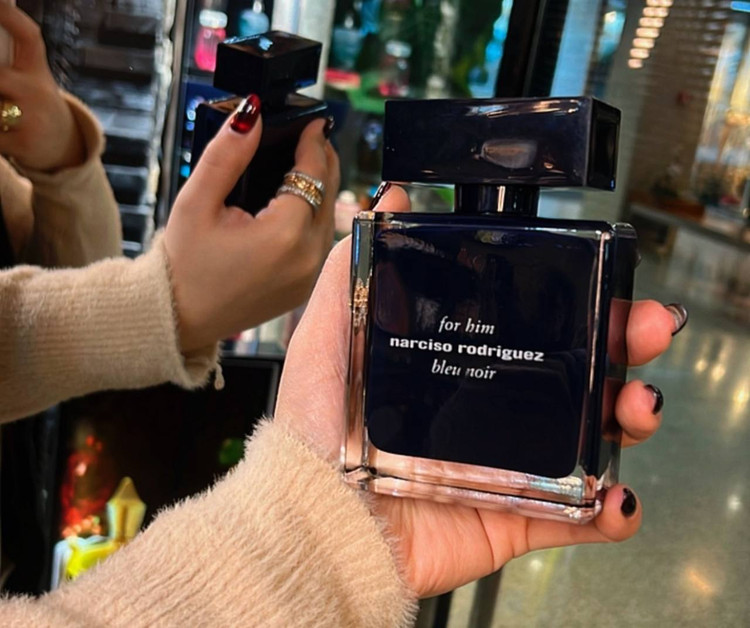 for him
narciso rodriguez
bleu noir